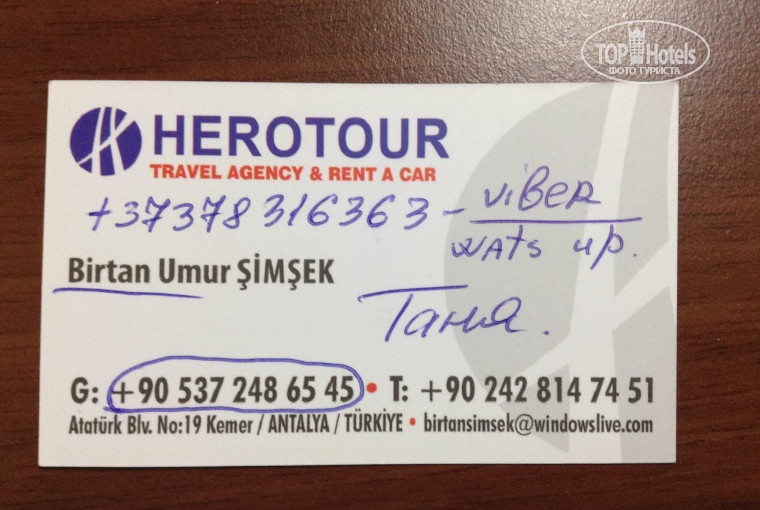 TOP Hotels
ФОТО ТУРИСТА
HEROTOUR
TRAVEL AGENCY & RENT A CAR
+37378316363 - viBER
wats up.
Birtan Umur ŞİMŞEK
Таня.
G: +90 537 248 65 45 • T: +90 242 814 74 51
Atatürk Blv. No:19 Kemer / ANTALYA / TÜRKİYE • birtansimsek@windowslive.com